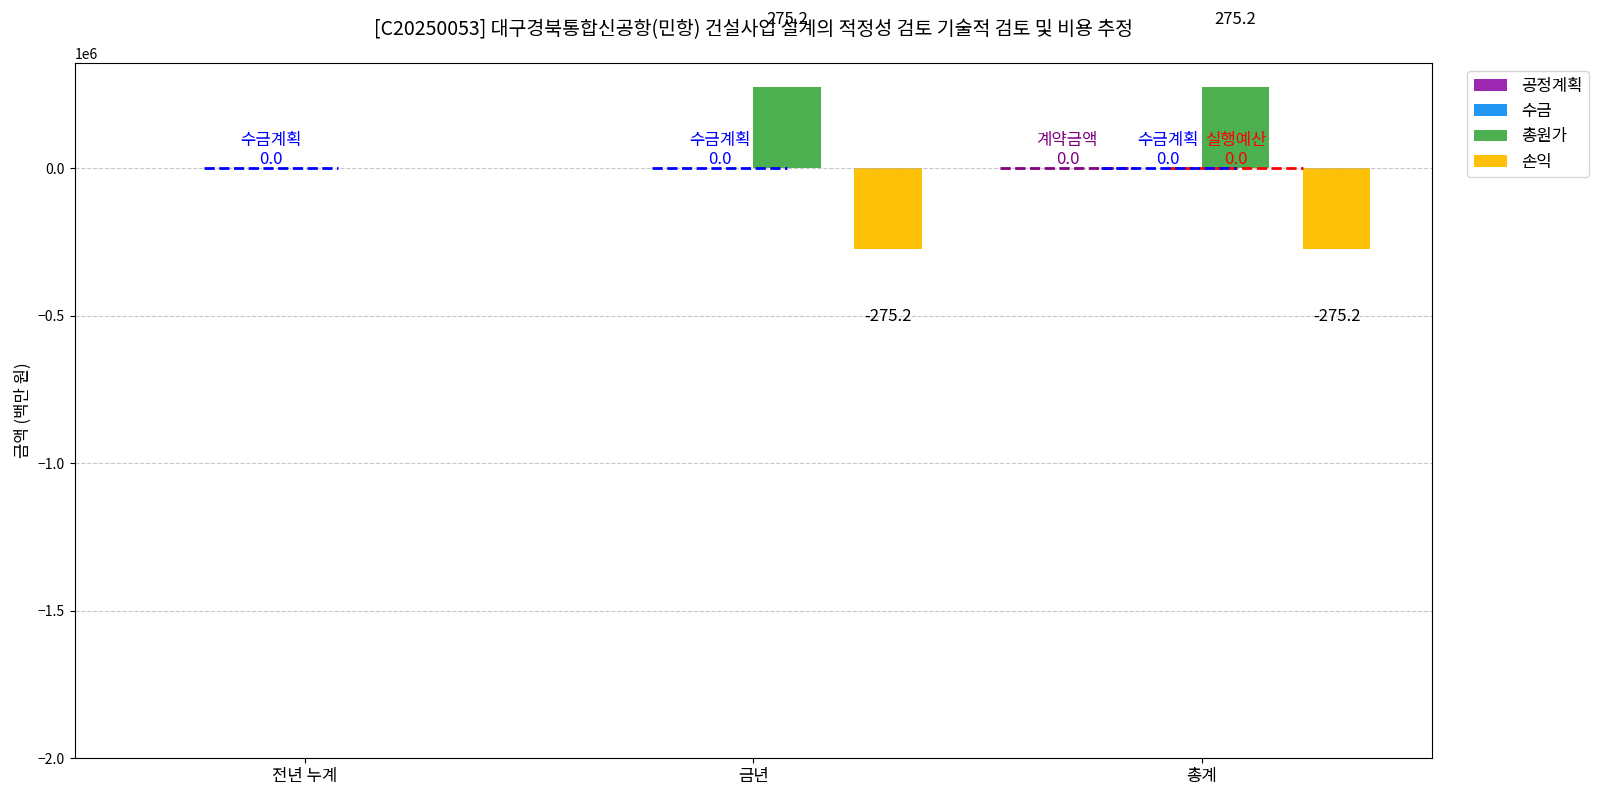 275.2
275.2
[C20250053] 대구경북통합신공항(민항) 건설사업 설계의 적정성 검토 기술적 검토 및 비용 추정
1e6
공정계획
수금
총원가
손익
수금계획
0.0
수금계획
0.0
계약금액
0.0
수금계획
0.0
실행예산
0.0
-275.2
-275.2
0.0
−0.5
−1.0
−1.5
−2.0
금액 (백만 원)
전년 누계
금년
총계